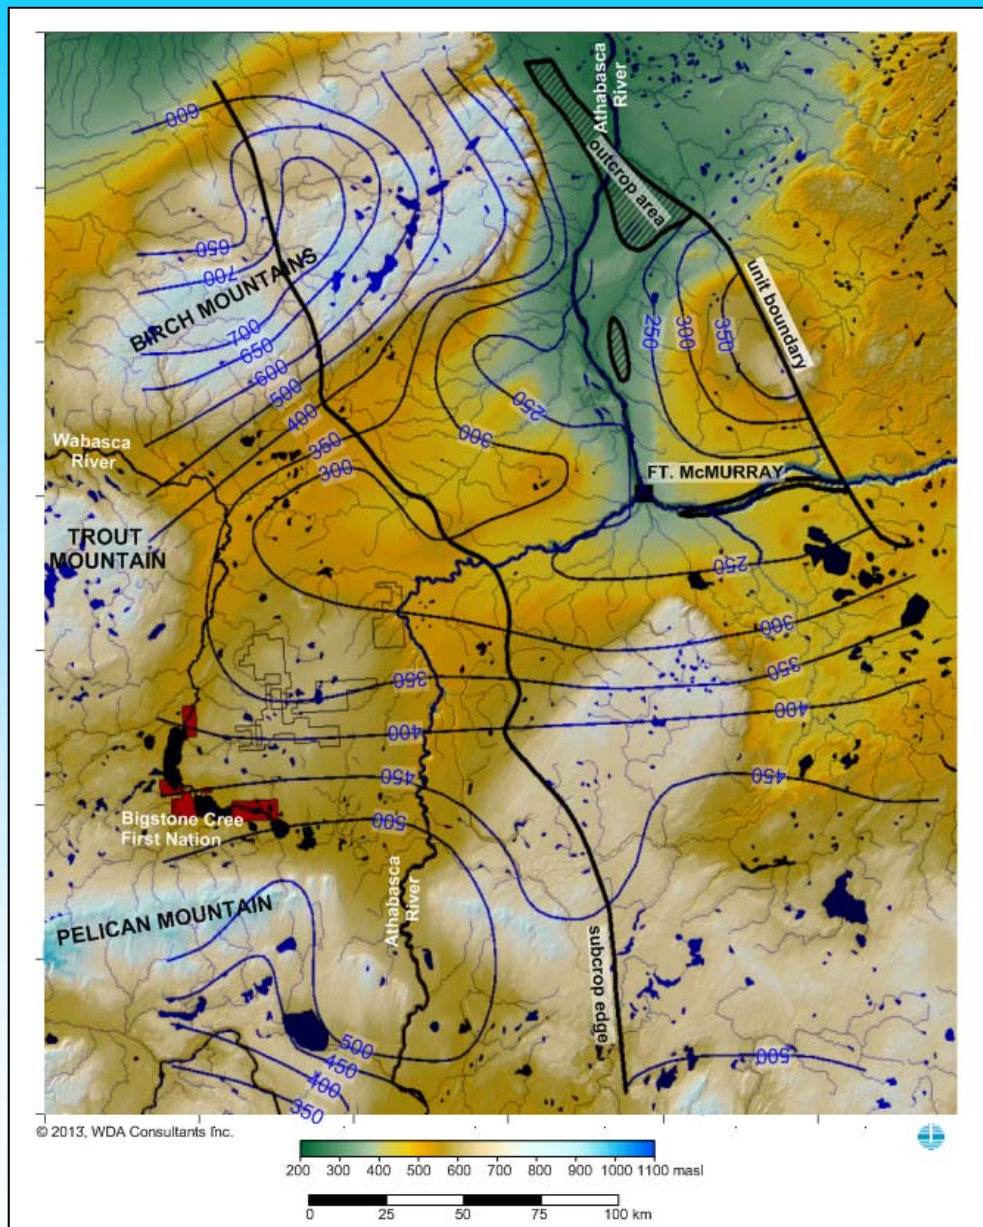 Athabasca
River
600
outcrop area
650
700
BIRCH MOUNTAINS
unit boundary
250
300
350
700
650
600
500
400
350
300
250
300
Wabasca
River
FT. McMURRAY
TROUT
MOUNTAIN
250
300
350
350
400
400
450
450
500
Bigstone Cree
First Nation
Athabasca
River
PELICAN MOUNTAIN
subcrop edge
500
450
400
350
500
© 2013, WDA Consultants Inc.
200 300 400 500 600 700 800 900 1000 1100 masl
0 25 50 75 100 km